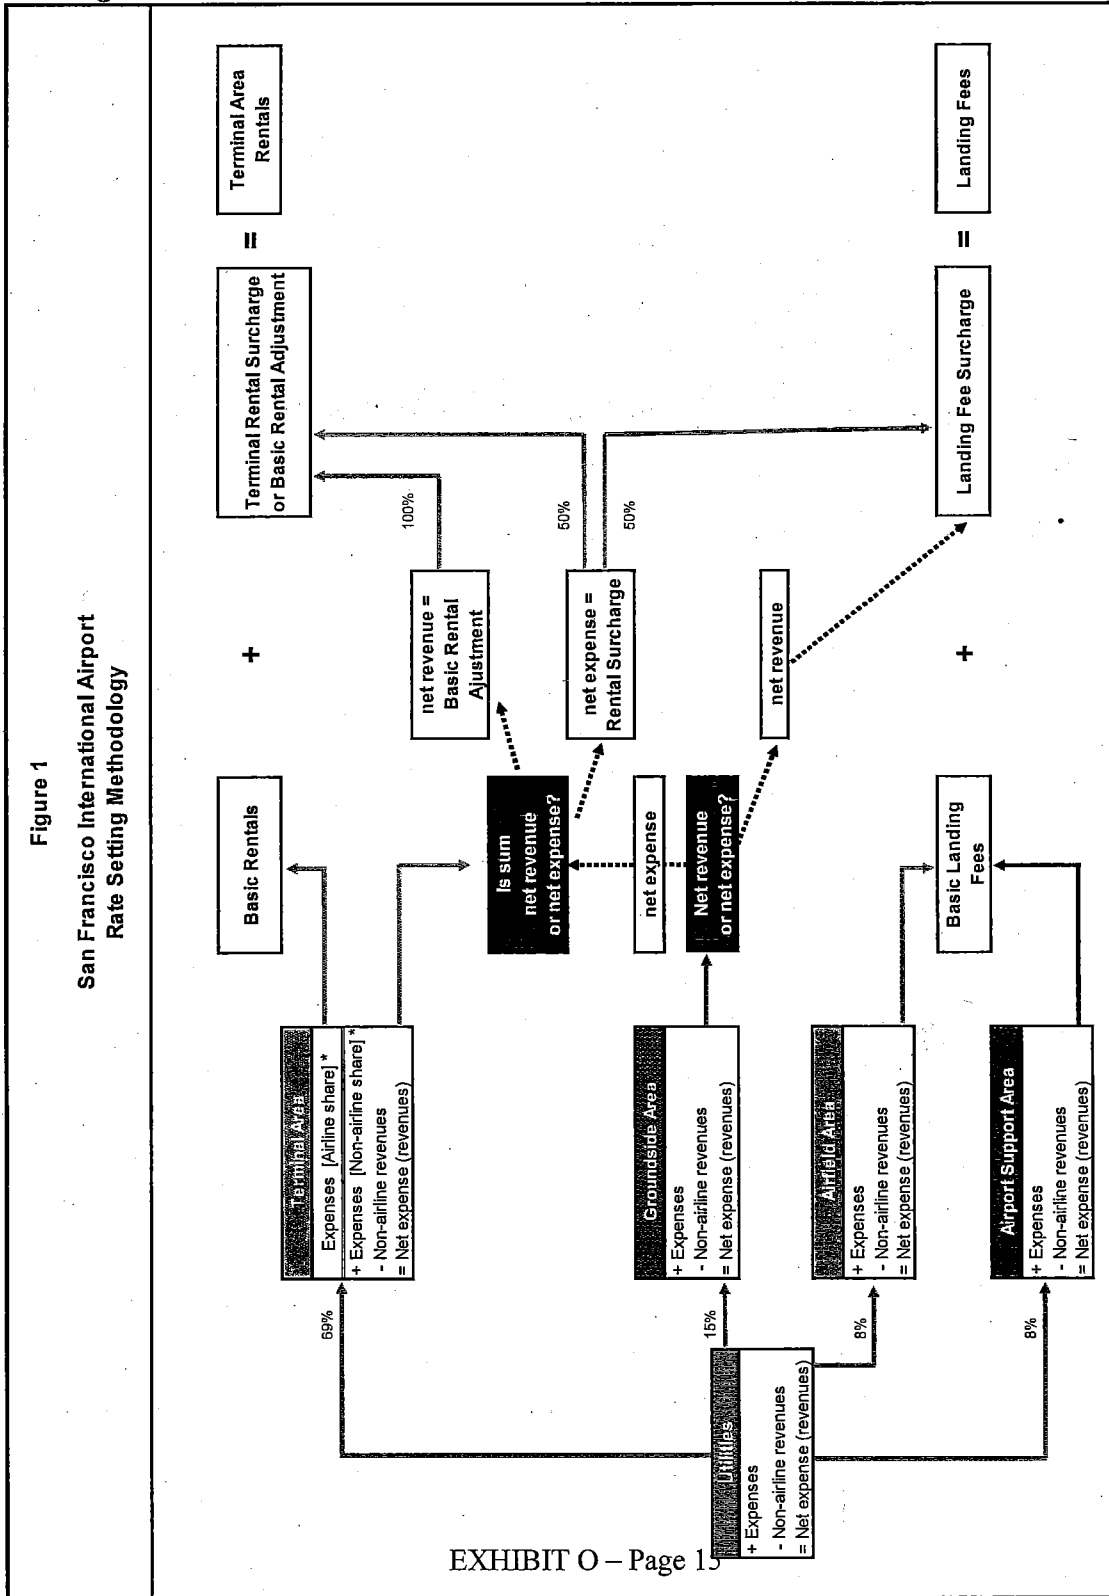 Figure 1
San Francisco International Airport
Rate Setting Methodology
Utilities
+ Expenses
- Non-airline revenues
= Net expense (revenues)
69%
15%
8%
8%
Terminal Area
Expenses [Airline share] *
+ Expenses [Non-airline share] *
- Non-airline revenues
= Net expense (revenues)
Groundside Area
+ Expenses
- Non-airline revenues
= Net expense (revenues)
Airfield Area
+ Expenses
- Non-airline revenues
= Net expense (revenues)
Airport Support Area
+ Expenses
- Non-airline revenues
= Net expense (revenues)
Basic Rentals
Is sum
net revenue
or net expense?
net expense
Net revenue
or net expense?
Basic Landing
Fees
+
net revenue =
Basic Rental
Ajustment
net expense =
Rental Surcharge
net revenue
+
100%
50%
50%
Terminal Rental Surcharge
or Basic Rental Adjustment
Landing Fee Surcharge
=
=
Terminal Area
Rentals
Landing Fees
EXHIBIT O – Page 15